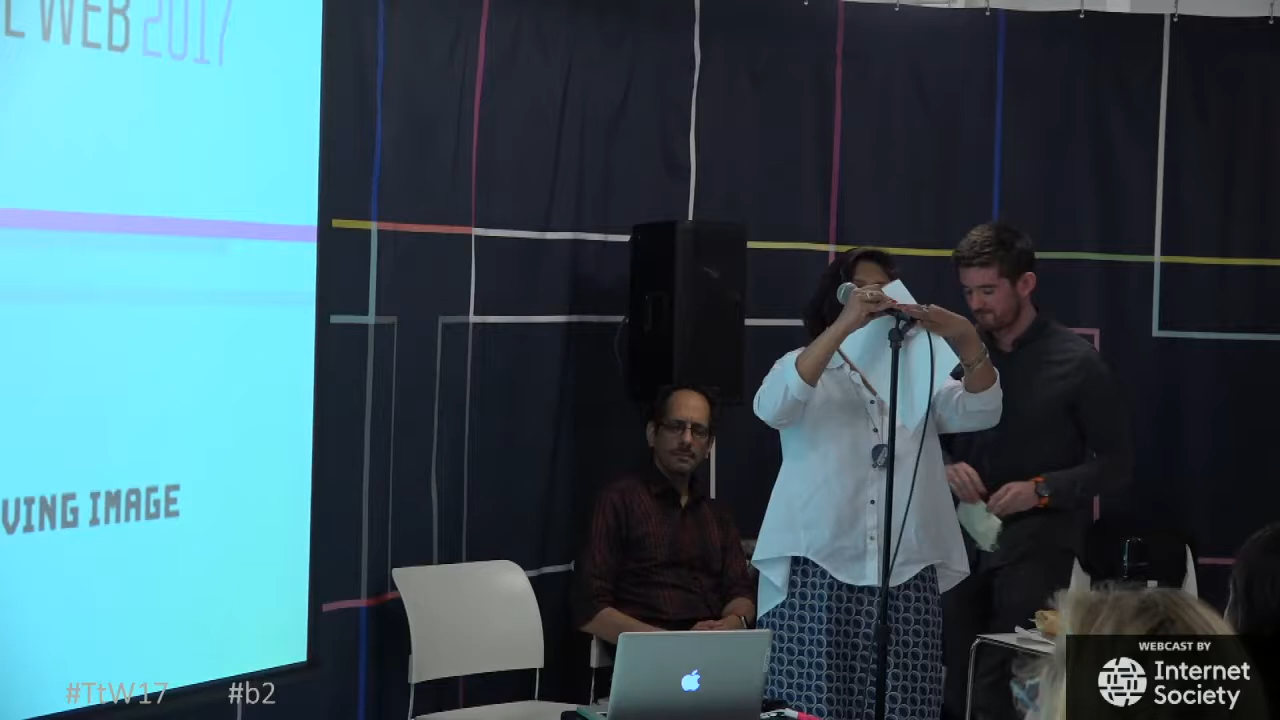 L WEB 2017
VING IMAGE
#TtW17 #b2
WEBCAST BY
Internet
Society